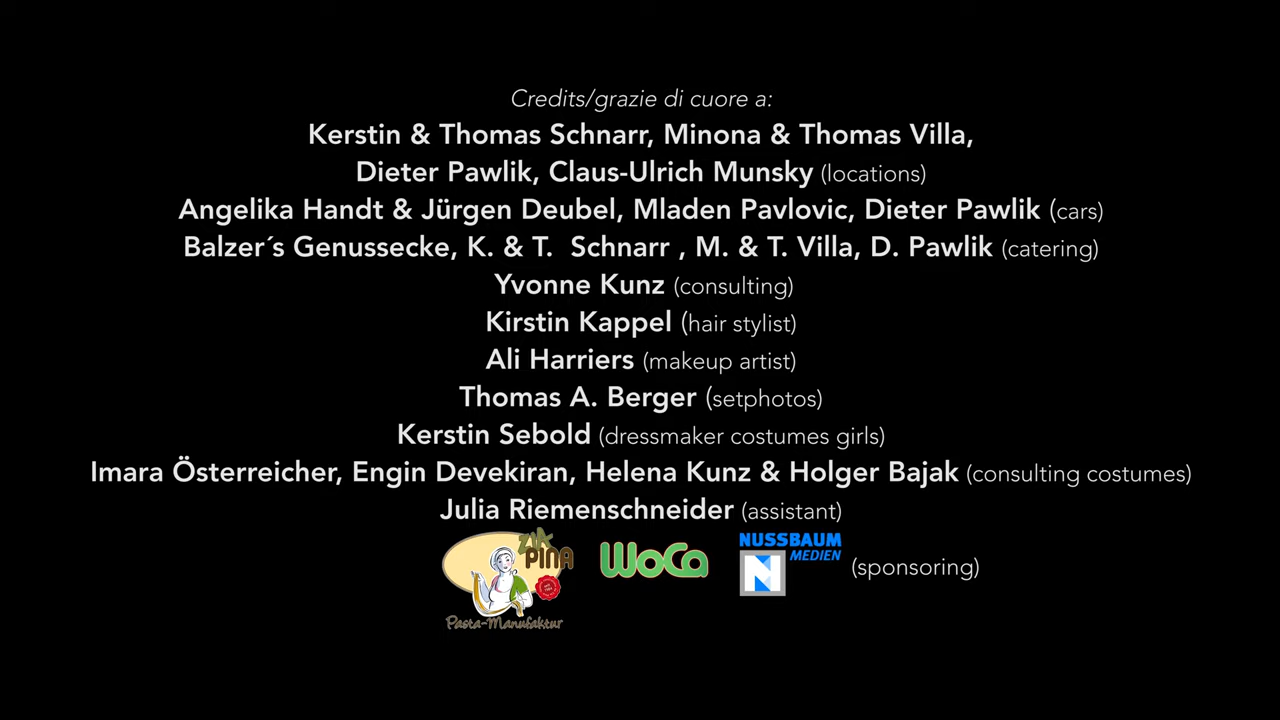 Credits/grazie di cuore a:
Kerstin & Thomas Schnarr, Minona & Thomas Villa,
Dieter Pawlik, Claus-Ulrich Munsky (locations)
Angelika Handt & Jürgen Deubel, Mladen Pavlovic, Dieter Pawlik (cars)
Balzer´s Genussecke, K. & T.  Schnarr , M. & T. Villa, D. Pawlik (catering)
Yvonne Kunz (consulting)
Kirstin Kappel (hair stylist)
Ali Harriers (makeup artist)
Thomas A. Berger (setphotos)
Kerstin Sebold (dressmaker costumes girls)
Imara Österreicher, Engin Devekiran, Helena Kunz & Holger Bajak (consulting costumes)
Julia Riemenschneider (assistant)
ZIA
PINA
Pasta-Manufaktur
WoCa
NUSSBAUM
MEDIEN
N
(sponsoring)